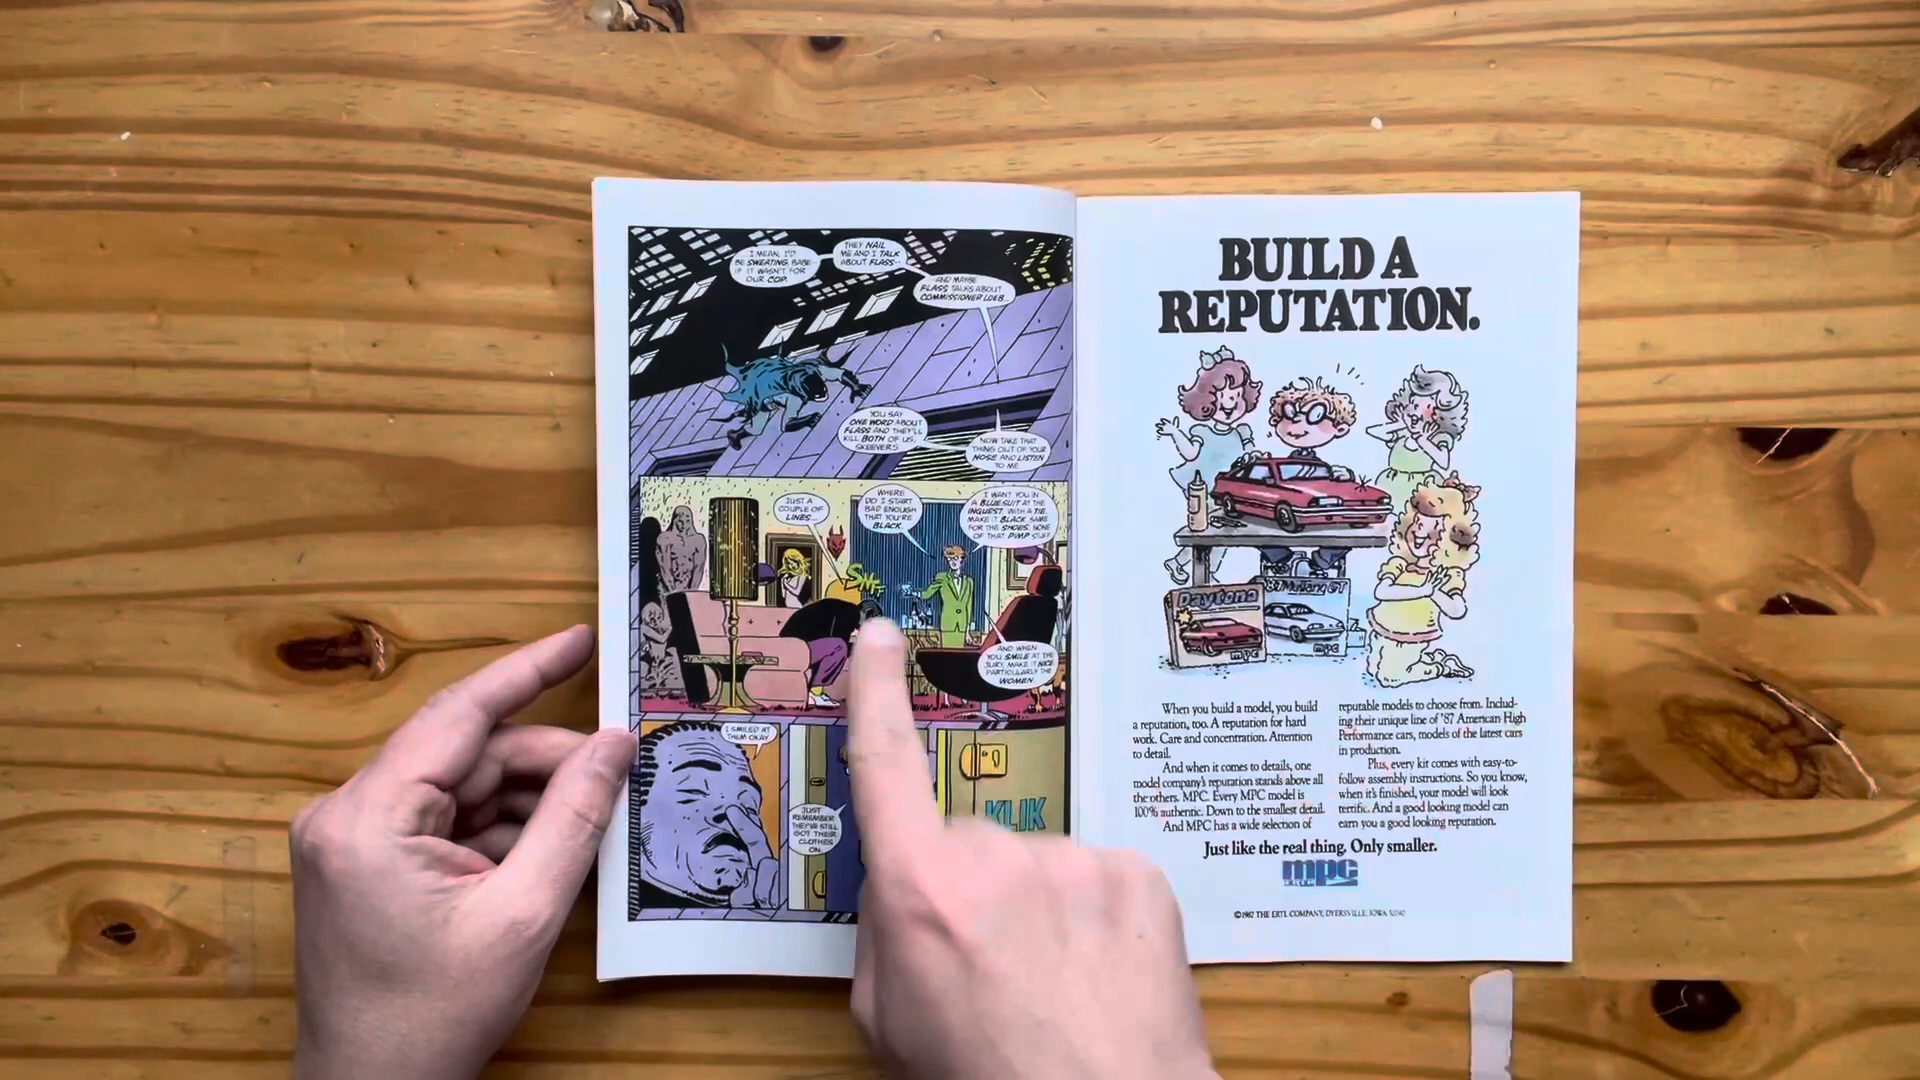 I MEAN, I'D
BE SWEATING, BABE--
IF IT WASN'T FOR
OUR COP.
THEY NAIL
ME AND I TALK
ABOUT FLASS--
--AND MAYBE
FLASS TALKS ABOUT
COMMISSIONER LOEB...
YOU SAY
ONE WORD ABOUT
FLASS AND THEY'LL
KILL BOTH OF US,
SKEEVERS.
NOW TAKE THAT
THING OUT OF YOUR
NOSE AND LISTEN
TO ME.
JUST A
COUPLE OF
LINES...
WHERE
DO I START
BAD ENOUGH
THAT YOU'RE
BLACK.
I WANT YOU IN
A BLUE SUIT AT THE
INQUEST. WITH A TIE.
MAKE IT BLACK. SAME
FOR THE SHOES. NONE
OF THAT PIMP STUFF.
SNFF
AND WHEN
YOU SMILE AT THE
JURY, MAKE IT NICE.
PARTICULARLY THE
WOMEN.
I SMILED AT
THEM OKAY.
JUST
REMEMBER
THEY'VE STILL
GOT THEIR
CLOTHES
ON.
KLIK
BUILD A
REPUTATION.
Daytona
mpc
Mustang GT
mpc
When you build a model, you build
a reputation, too. A reputation for hard
work. Care and concentration. Attention
to detail.
And when it comes to details, one
model company's reputation stands above all
the others. MPC. Every MPC model is
100% authentic. Down to the smallest detail.
And MPC has a wide selection of
reputable models to choose from. Includ-
ing their unique line of '87 American High
Performance cars, models of the latest cars
in production.
Plus, every kit comes with easy-to-
follow assembly instructions. So you know,
when it's finished, your model will look
terrific. And a good looking model can
earn you a good looking reputation.
Just like the real thing. Only smaller.
mpc
©1987 THE ERTL COMPANY, DYERSVILLE, IOWA 52040